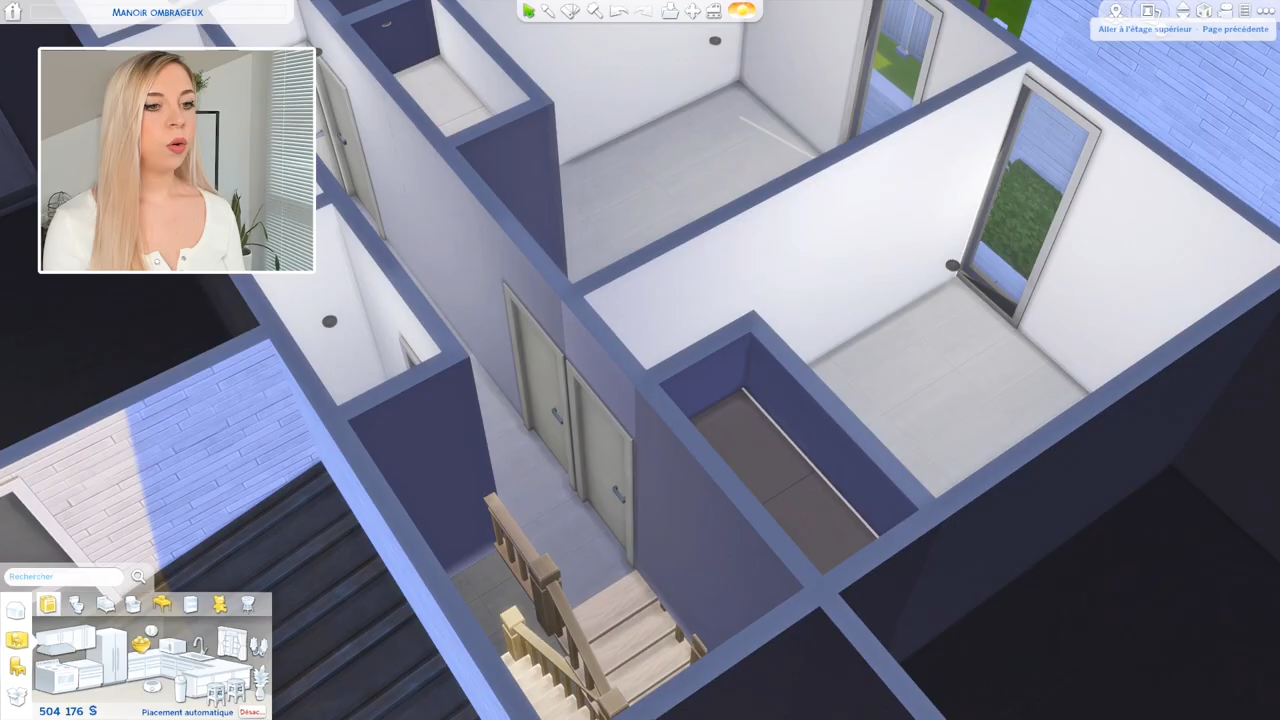 Manoir ombrageux
Aller à l'étage supérieur - Page précédente
Rechercher
504 176 $
Placement automatique
Désac...